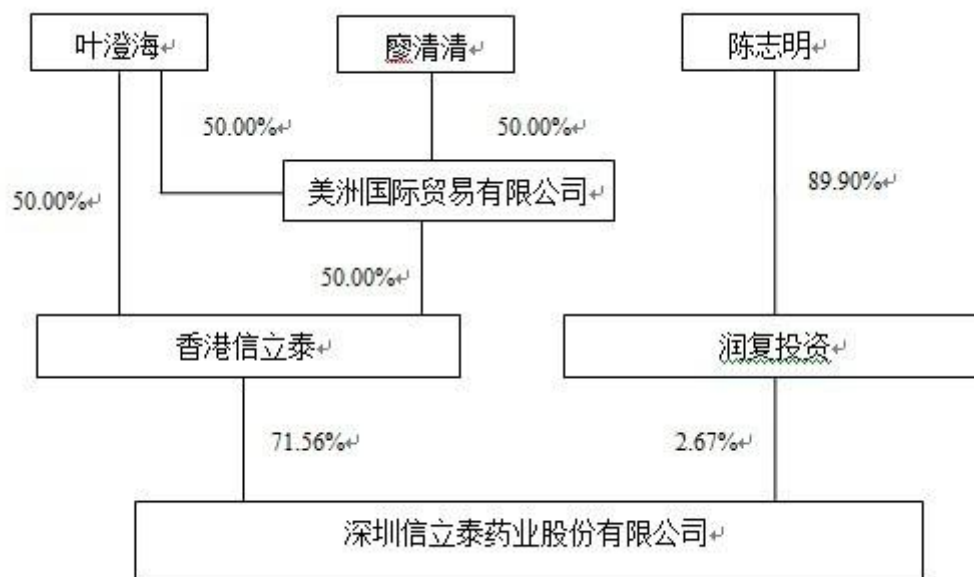 叶澄海
廖清清
陈志明
50.00%
50.00%
89.90%
美洲国际贸易有限公司
50.00%
50.00%
香港信立泰
润复投资
71.56%
2.67%
深圳信立泰药业股份有限公司